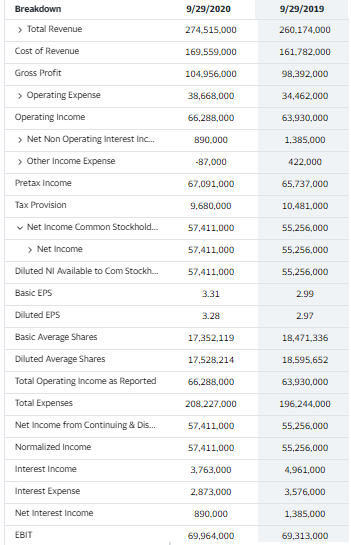 Breakdown 9/29/2020 9/29/2019
> Total Revenue 274,515,000 260,174,000
Cost of Revenue 169,559,000 161,782,000
Gross Profit 104,956,000 98,392,000
> Operating Expense 38,668,000 34,462,000
Operating Income 66,288,000 63,930,000
> Net Non Operating Interest Inc... 890,000 1,385,000
> Other Income Expense -87,000 422,000
Pretax Income 67,091,000 65,737,000
Tax Provision 9,680,000 10,481,000
Net Income Common Stockhold... 57,411,000 55,256,000
> Net Income 57,411,000 55,256,000
Diluted NI Available to Com Stockh... 57,411,000 55,256,000
Basic EPS 3.31 2.99
Diluted EPS 3.28 2.97
Basic Average Shares 17,352,119 18,471,336
Diluted Average Shares 17,528,214 18,595,652
Total Operating Income as Reported 66,288,000 63,930,000
Total Expenses 208,227,000 196,244,000
Net Income from Continuing & Dis... 57,411,000 55,256,000
Normalized Income 57,411,000 55,256,000
Interest Income 3,763,000 4,961,000
Interest Expense 2,873,000 3,576,000
Net Interest Income 890,000 1,385,000
EBIT 69,964,000 69,313,000